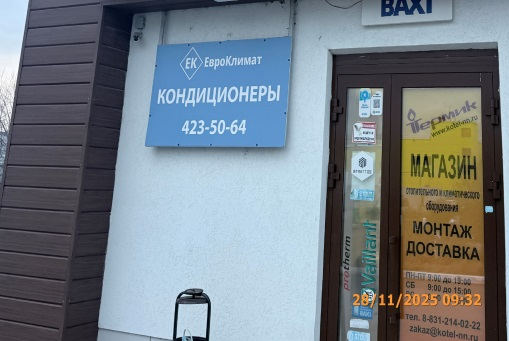 BAXI
ЕК ЕвроКлимат
КОНДИЦИОНЕРЫ
423-50-64
Термик
www.kotel-nn.ru
МАГАЗИН
отопительного и климатического
оборудования
МОНТАЖ
ДОСТАВКА
ПН-ПТ 9:00 до 19:00
СБ 9:00 до 15:00
тел. 8-831-214-02-22
zakaz@kotel-nn.ru
protherm
Vaillant
BAXI
28/11/2025 09:32